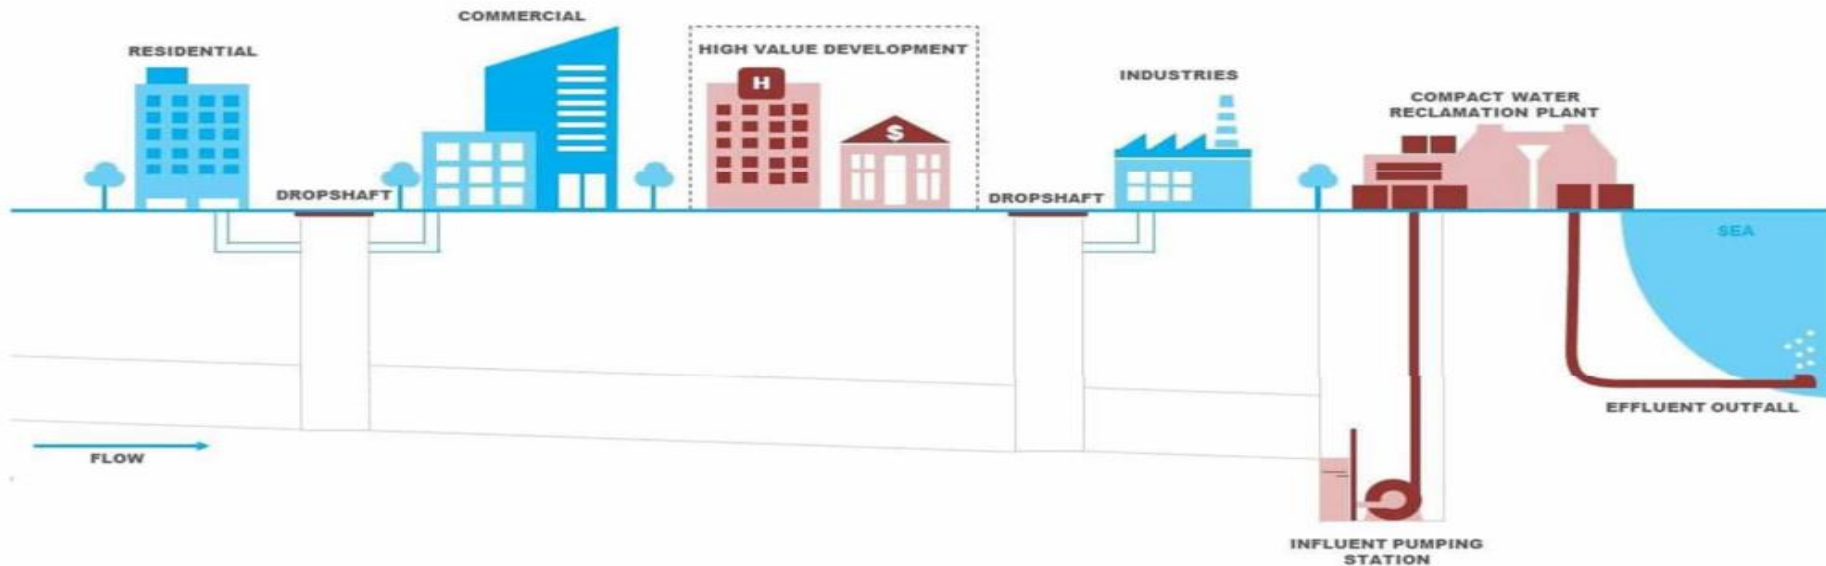 COMMERCIAL
RESIDENTIAL
HIGH VALUE DEVELOPMENT
H
INDUSTRIES
COMPACT WATER
RECLAMATION PLANT
S
DROPSHAFT
DROPSHAFT
SEA
EFFLUENT OUTFALL
FLOW
INFLUENT PUMPING
STATION